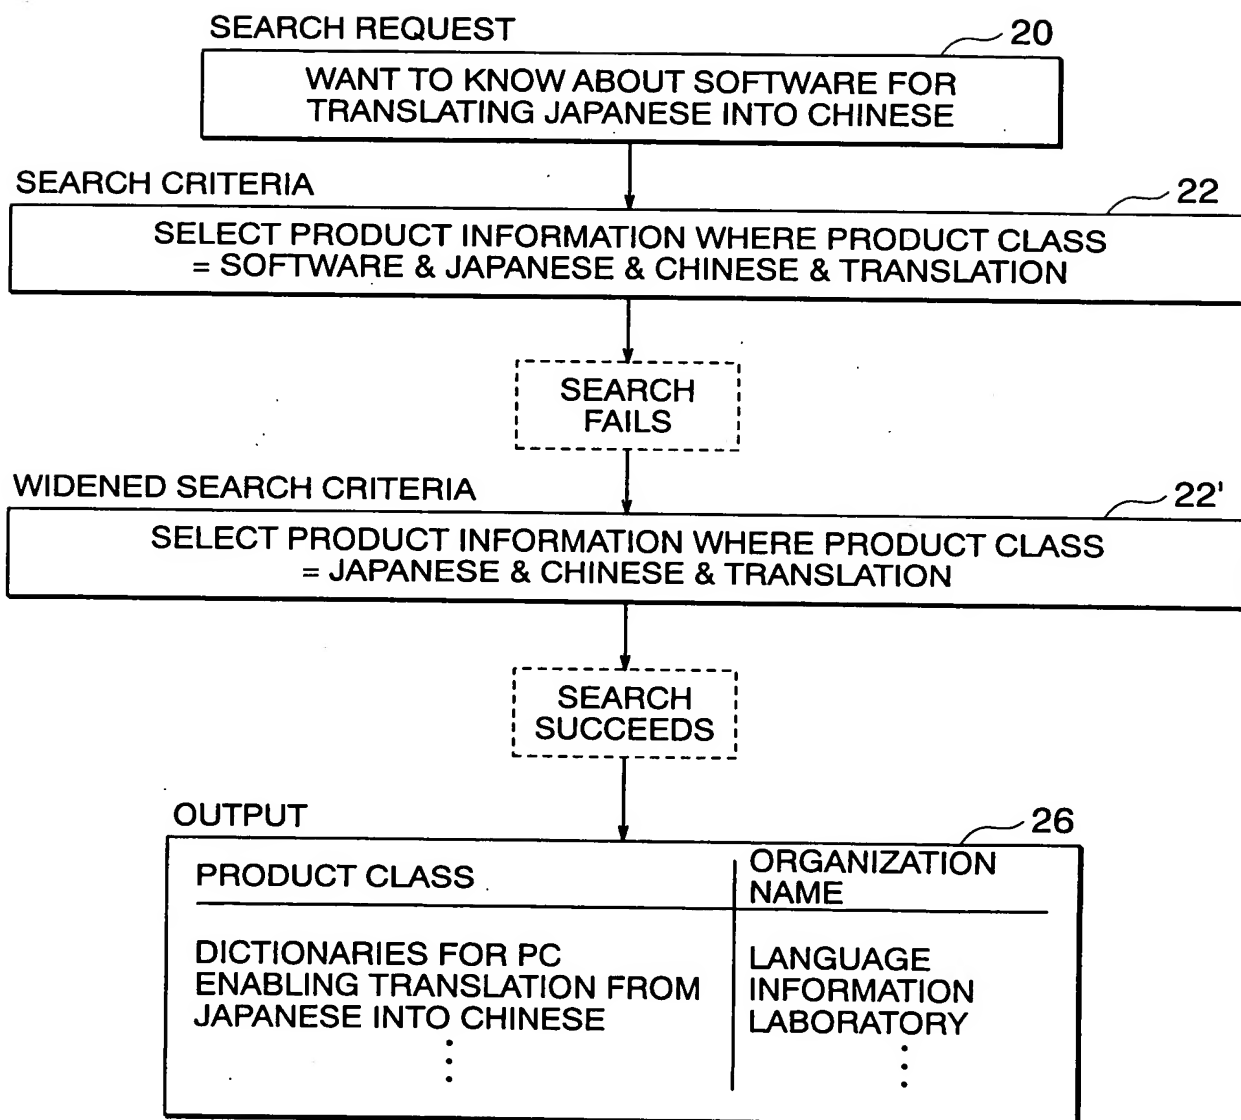 SEARCH REQUEST
20
WANT TO KNOW ABOUT SOFTWARE FOR
TRANSLATING JAPANESE INTO CHINESE
SEARCH CRITERIA
22
SELECT PRODUCT INFORMATION WHERE PRODUCT CLASS
= SOFTWARE & JAPANESE & CHINESE & TRANSLATION
SEARCH
FAILS
WIDENED SEARCH CRITERIA
22'
SELECT PRODUCT INFORMATION WHERE PRODUCT CLASS
= JAPANESE & CHINESE & TRANSLATION
SEARCH
SUCCEEDS
OUTPUT
26
PRODUCT CLASS
ORGANIZATION
NAME
DICTIONARIES FOR PC
ENABLING TRANSLATION FROM
JAPANESE INTO CHINESE
LANGUAGE
INFORMATION
LABORATORY